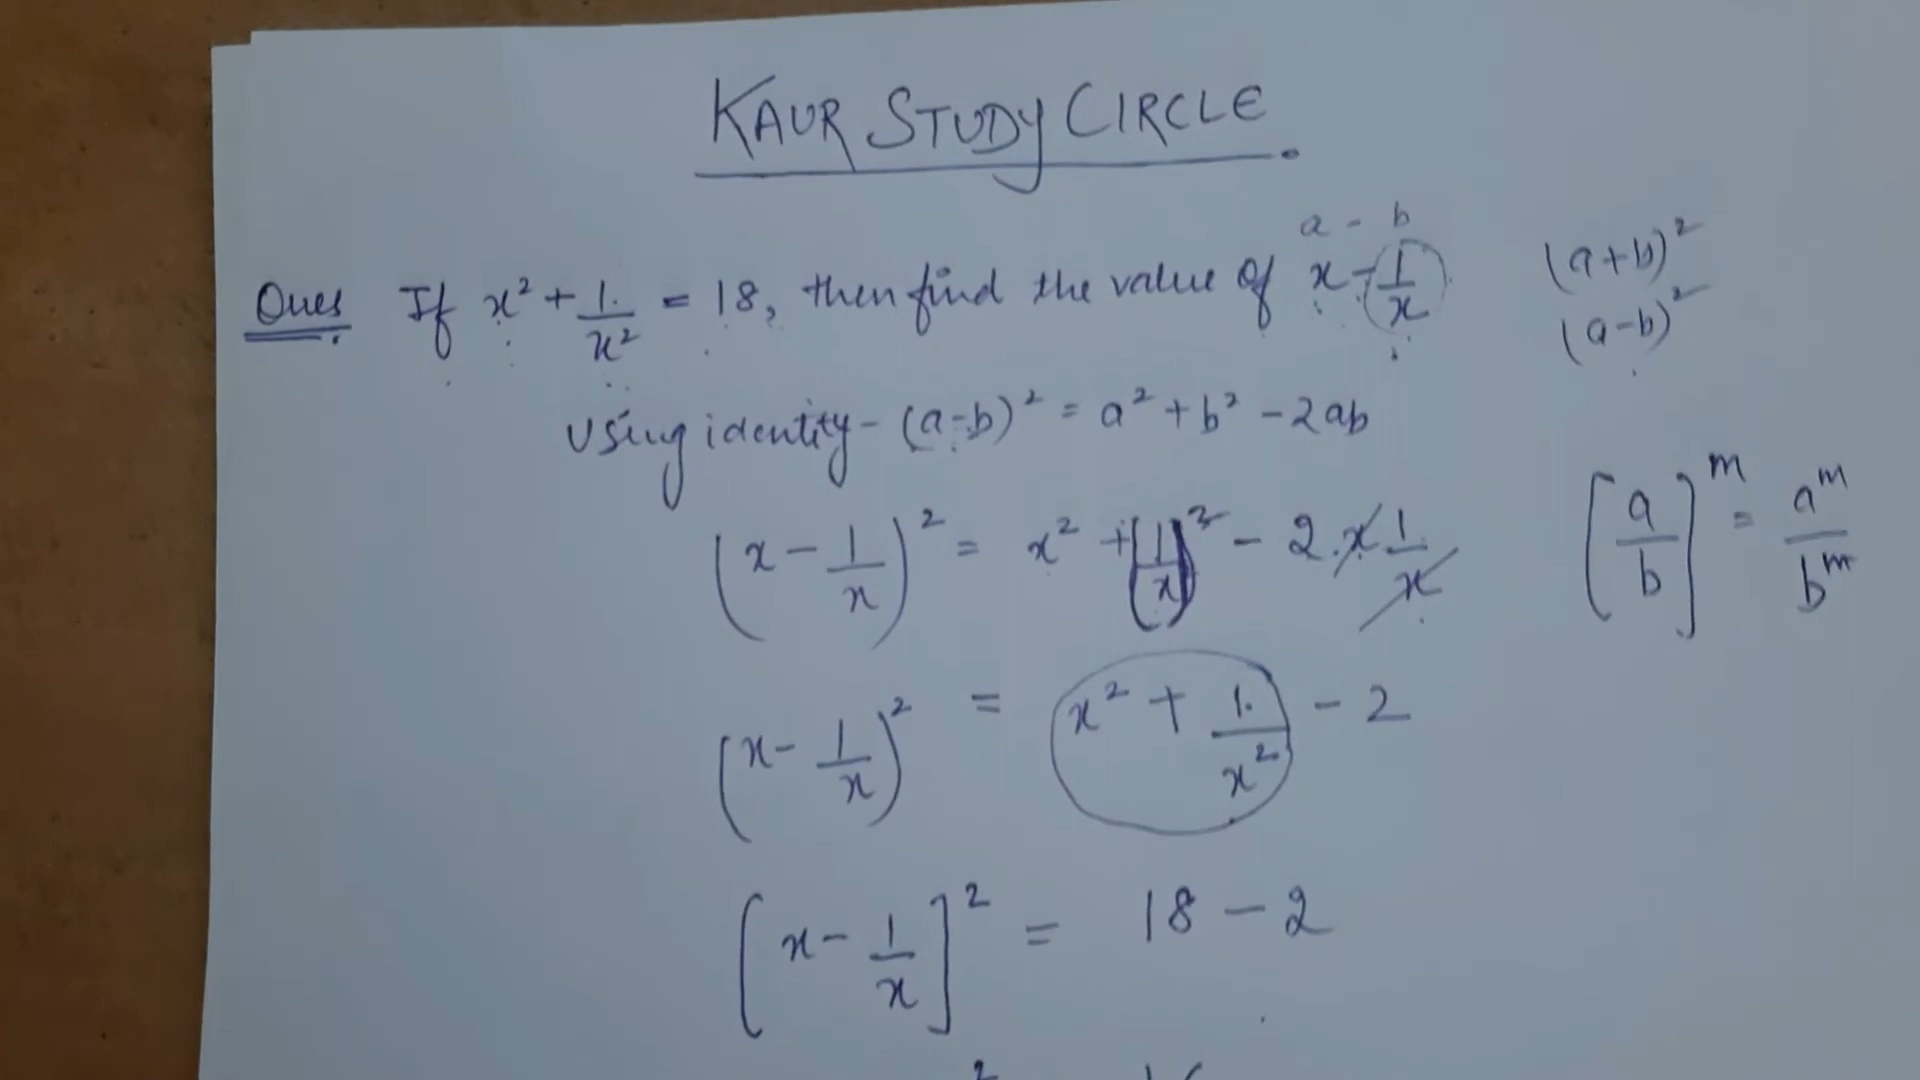 KAUR STUDY CIRCLE
a - b
Ques If x² + 1/x² = 18, then find the value of x - 1/x
(a+b)²
(a-b)²
Using identity - (a-b)² = a² + b² - 2ab
(x - 1/x)² = x² + (1/x)² - 2.x 1/x
[a/b]^m = a^m/b^m
(x - 1/x)² = x² + 1/x² - 2
[x - 1/x]² = 18 - 2